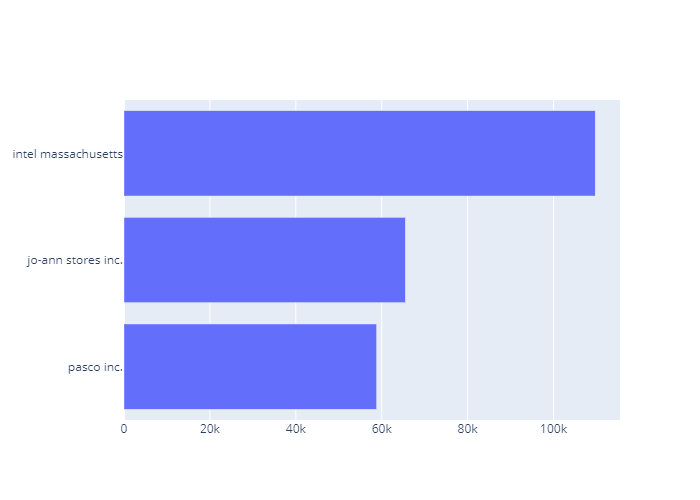 intel massachusetts
jo-ann stores inc.
pasco inc.
0 20k 40k 60k 80k 100k